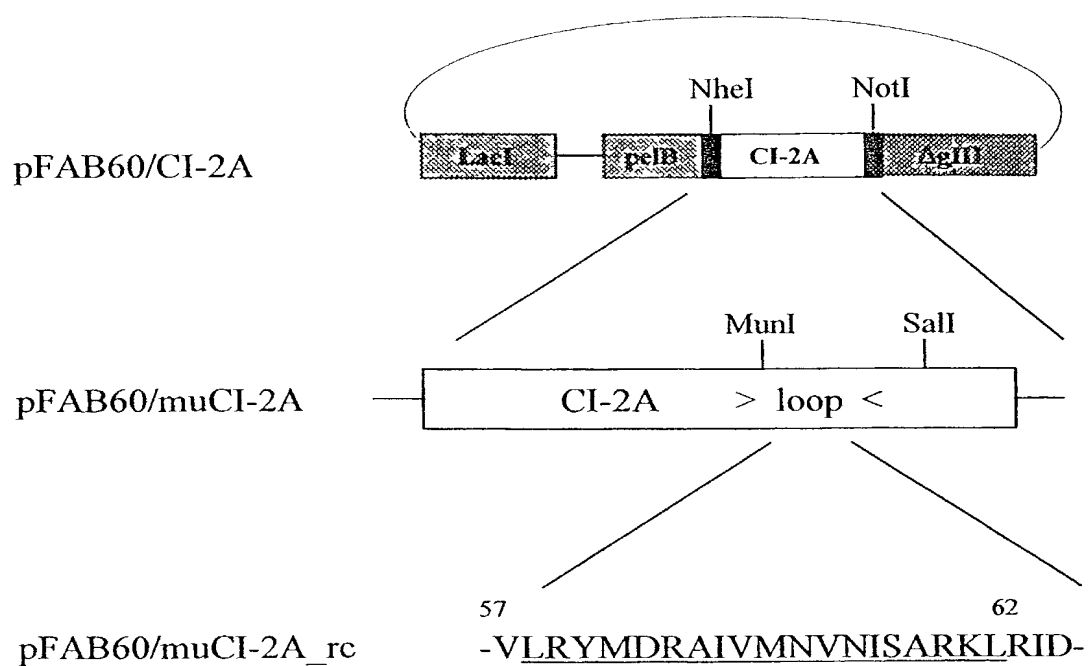 NheI NotI
pFAB60/CI-2A LacI pelB CI-2A ΔgIII
MunI SalI
pFAB60/muCI-2A CI-2A > loop <
57 62
pFAB60/muCI-2A_rc -VLRYMDRAIVMNVNISARKLRID-